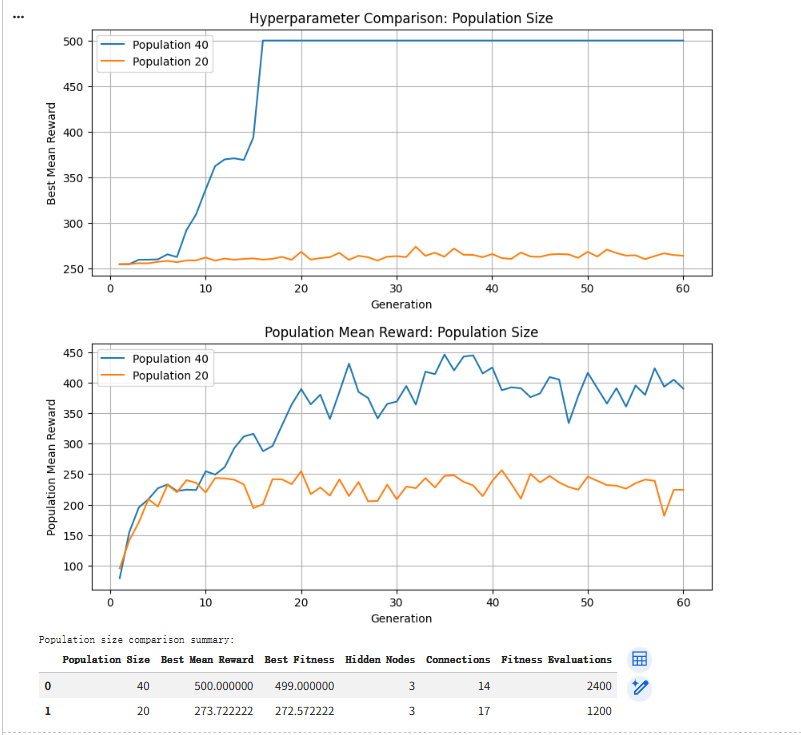 ...
Hyperparameter Comparison: Population Size
Best Mean Reward
500
450
400
350
300
250
Population 40
Population 20
0 10 20 30 40 50 60
Generation
Population Mean Reward: Population Size
Population Mean Reward
450
400
350
300
250
200
150
100
Population 40
Population 20
0 10 20 30 40 50 60
Generation
Population size comparison summary:
Population Size Best Mean Reward Best Fitness Hidden Nodes Connections Fitness Evaluations
0 40 500.000000 499.000000 3 14 2400
1 20 273.722222 272.572222 3 17 1200